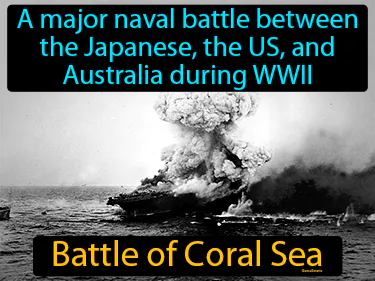 A major naval battle between
the Japanese, the US, and
Australia during WWII
Battle of Coral Sea